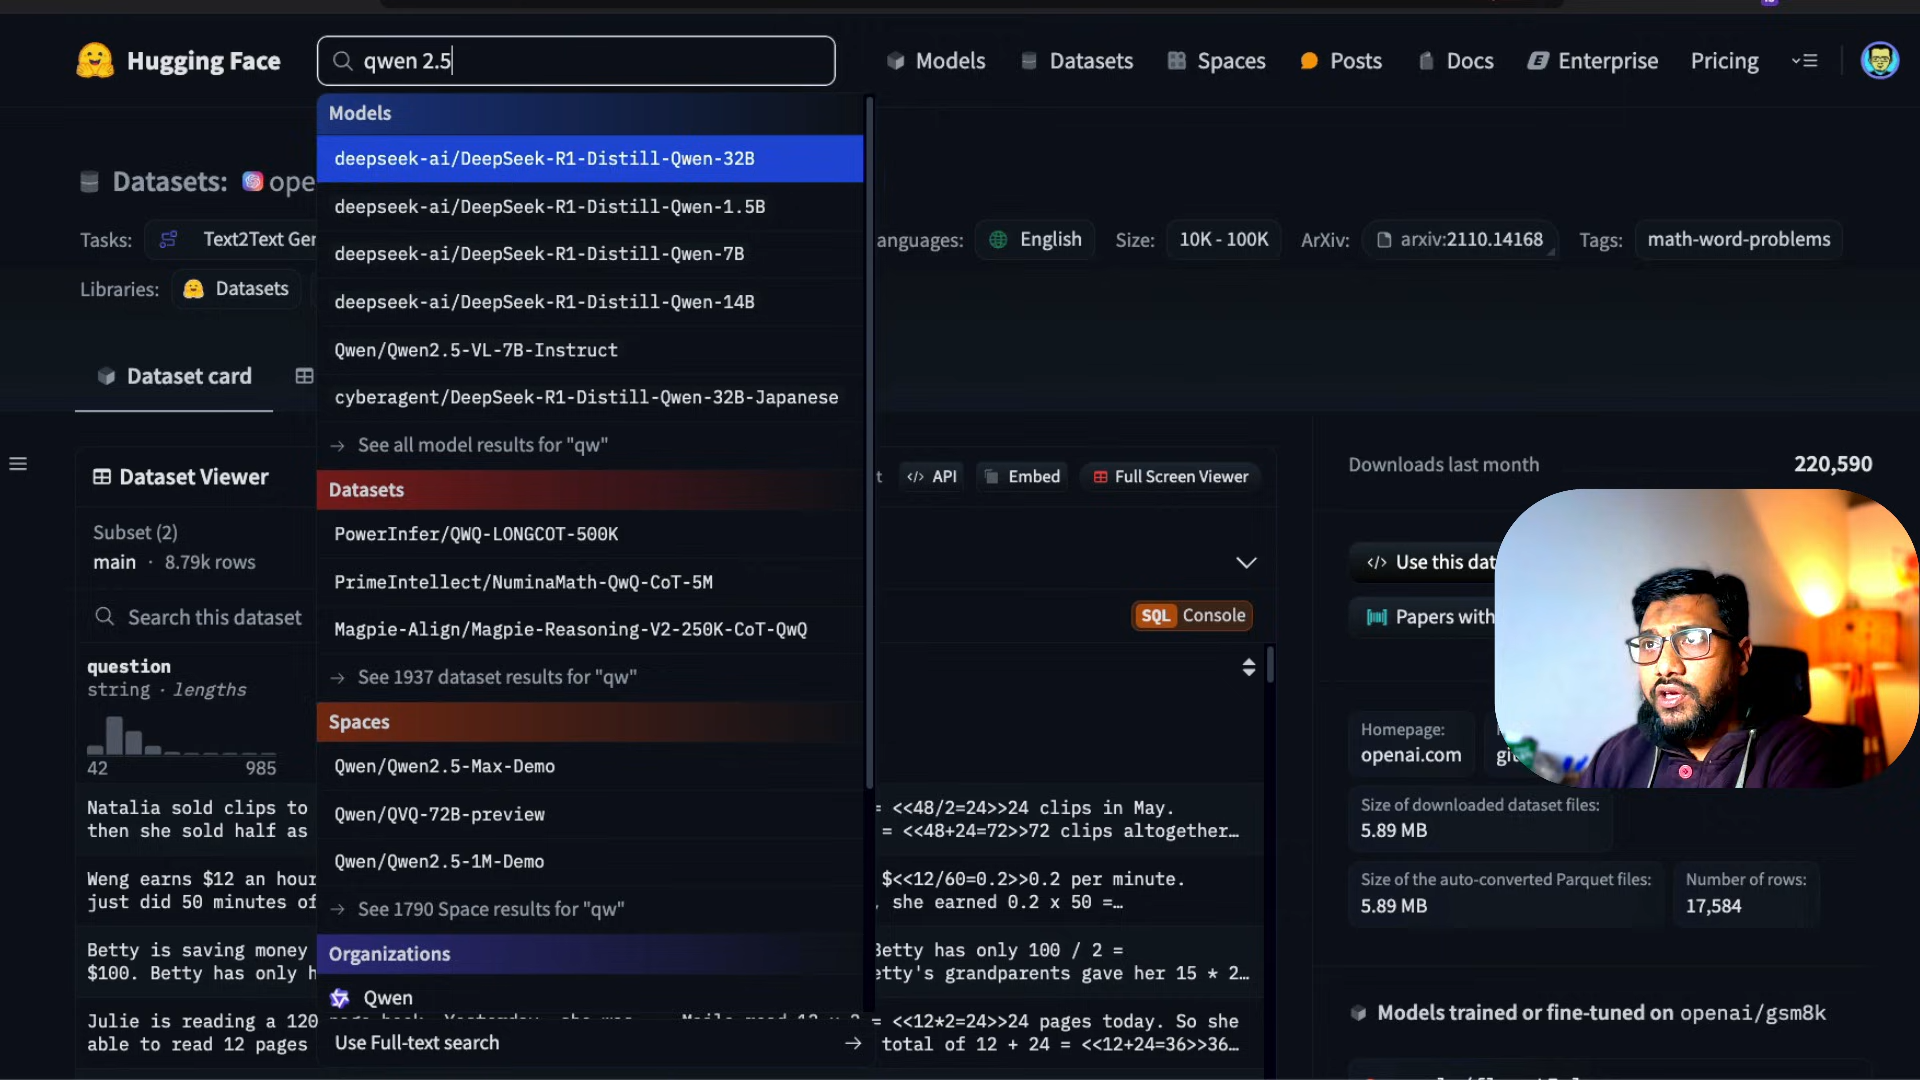 Hugging Face
qwen 2.5
Models
Datasets
Spaces
Posts
Docs
Enterprise
Pricing
Models
deepseek-ai/DeepSeek-R1-Distill-Qwen-32B
deepseek-ai/DeepSeek-R1-Distill-Qwen-1.5B
deepseek-ai/DeepSeek-R1-Distill-Qwen-7B
deepseek-ai/DeepSeek-R1-Distill-Qwen-14B
Qwen/Qwen2.5-VL-7B-Instruct
cyberagent/DeepSeek-R1-Distill-Qwen-32B-Japanese
→ See all model results for "qw"
Datasets
PowerInfer/QWQ-LONGCOT-500K
PrimeIntellect/NuminaMath-QwQ-CoT-5M
Magpie-Align/Magpie-Reasoning-V2-250K-CoT-QwQ
→ See 1937 dataset results for "qw"
Spaces
Qwen/Qwen2.5-Max-Demo
Qwen/QVQ-72B-preview
Qwen/Qwen2.5-1M-Demo
→ See 1790 Space results for "qw"
Organizations
Qwen
Use Full-text search →
Datasets: ope
Tasks: Text2Text Ger
anguages: English Size: 10K - 100K ArXiv: arxiv:2110.14168 Tags: math-word-problems
Libraries: Datasets
Dataset card
Dataset Viewer
API Embed Full Screen Viewer
Subset (2)
main · 8.79k rows
Search this dataset
SQL Console
question
string · lengths
42 985
Natalia sold clips to
then she sold half as
= <<48/2=24>>24 clips in May.
= <<48+24=72>>72 clips altogether…
Weng earns $12 an hour
just did 50 minutes of
$<<12/60=0.2>>0.2 per minute.
, she earned 0.2 x 50 =…
Betty is saving money
$100. Betty has only h
Betty has only 100 / 2 =
etty's grandparents gave her 15 * 2…
Julie is reading a 120
able to read 12 pages
= <<12*2=24>>24 pages today. So she
total of 12 + 24 = <<12+24=36>>36…
Downloads last month
220,590
</> Use this dat
Papers with
Homepage:
openai.com
git
Size of downloaded dataset files:
5.89 MB
Size of the auto-converted Parquet files:
5.89 MB
Number of rows:
17,584
Models trained or fine-tuned on openai/gsm8k